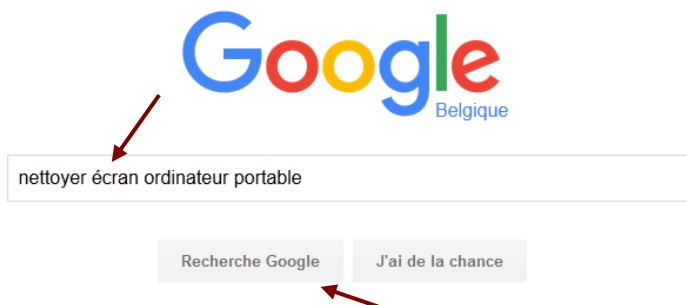 Google
Belgique
nettoyer écran ordinateur portable
Recherche Google J'ai de la chance